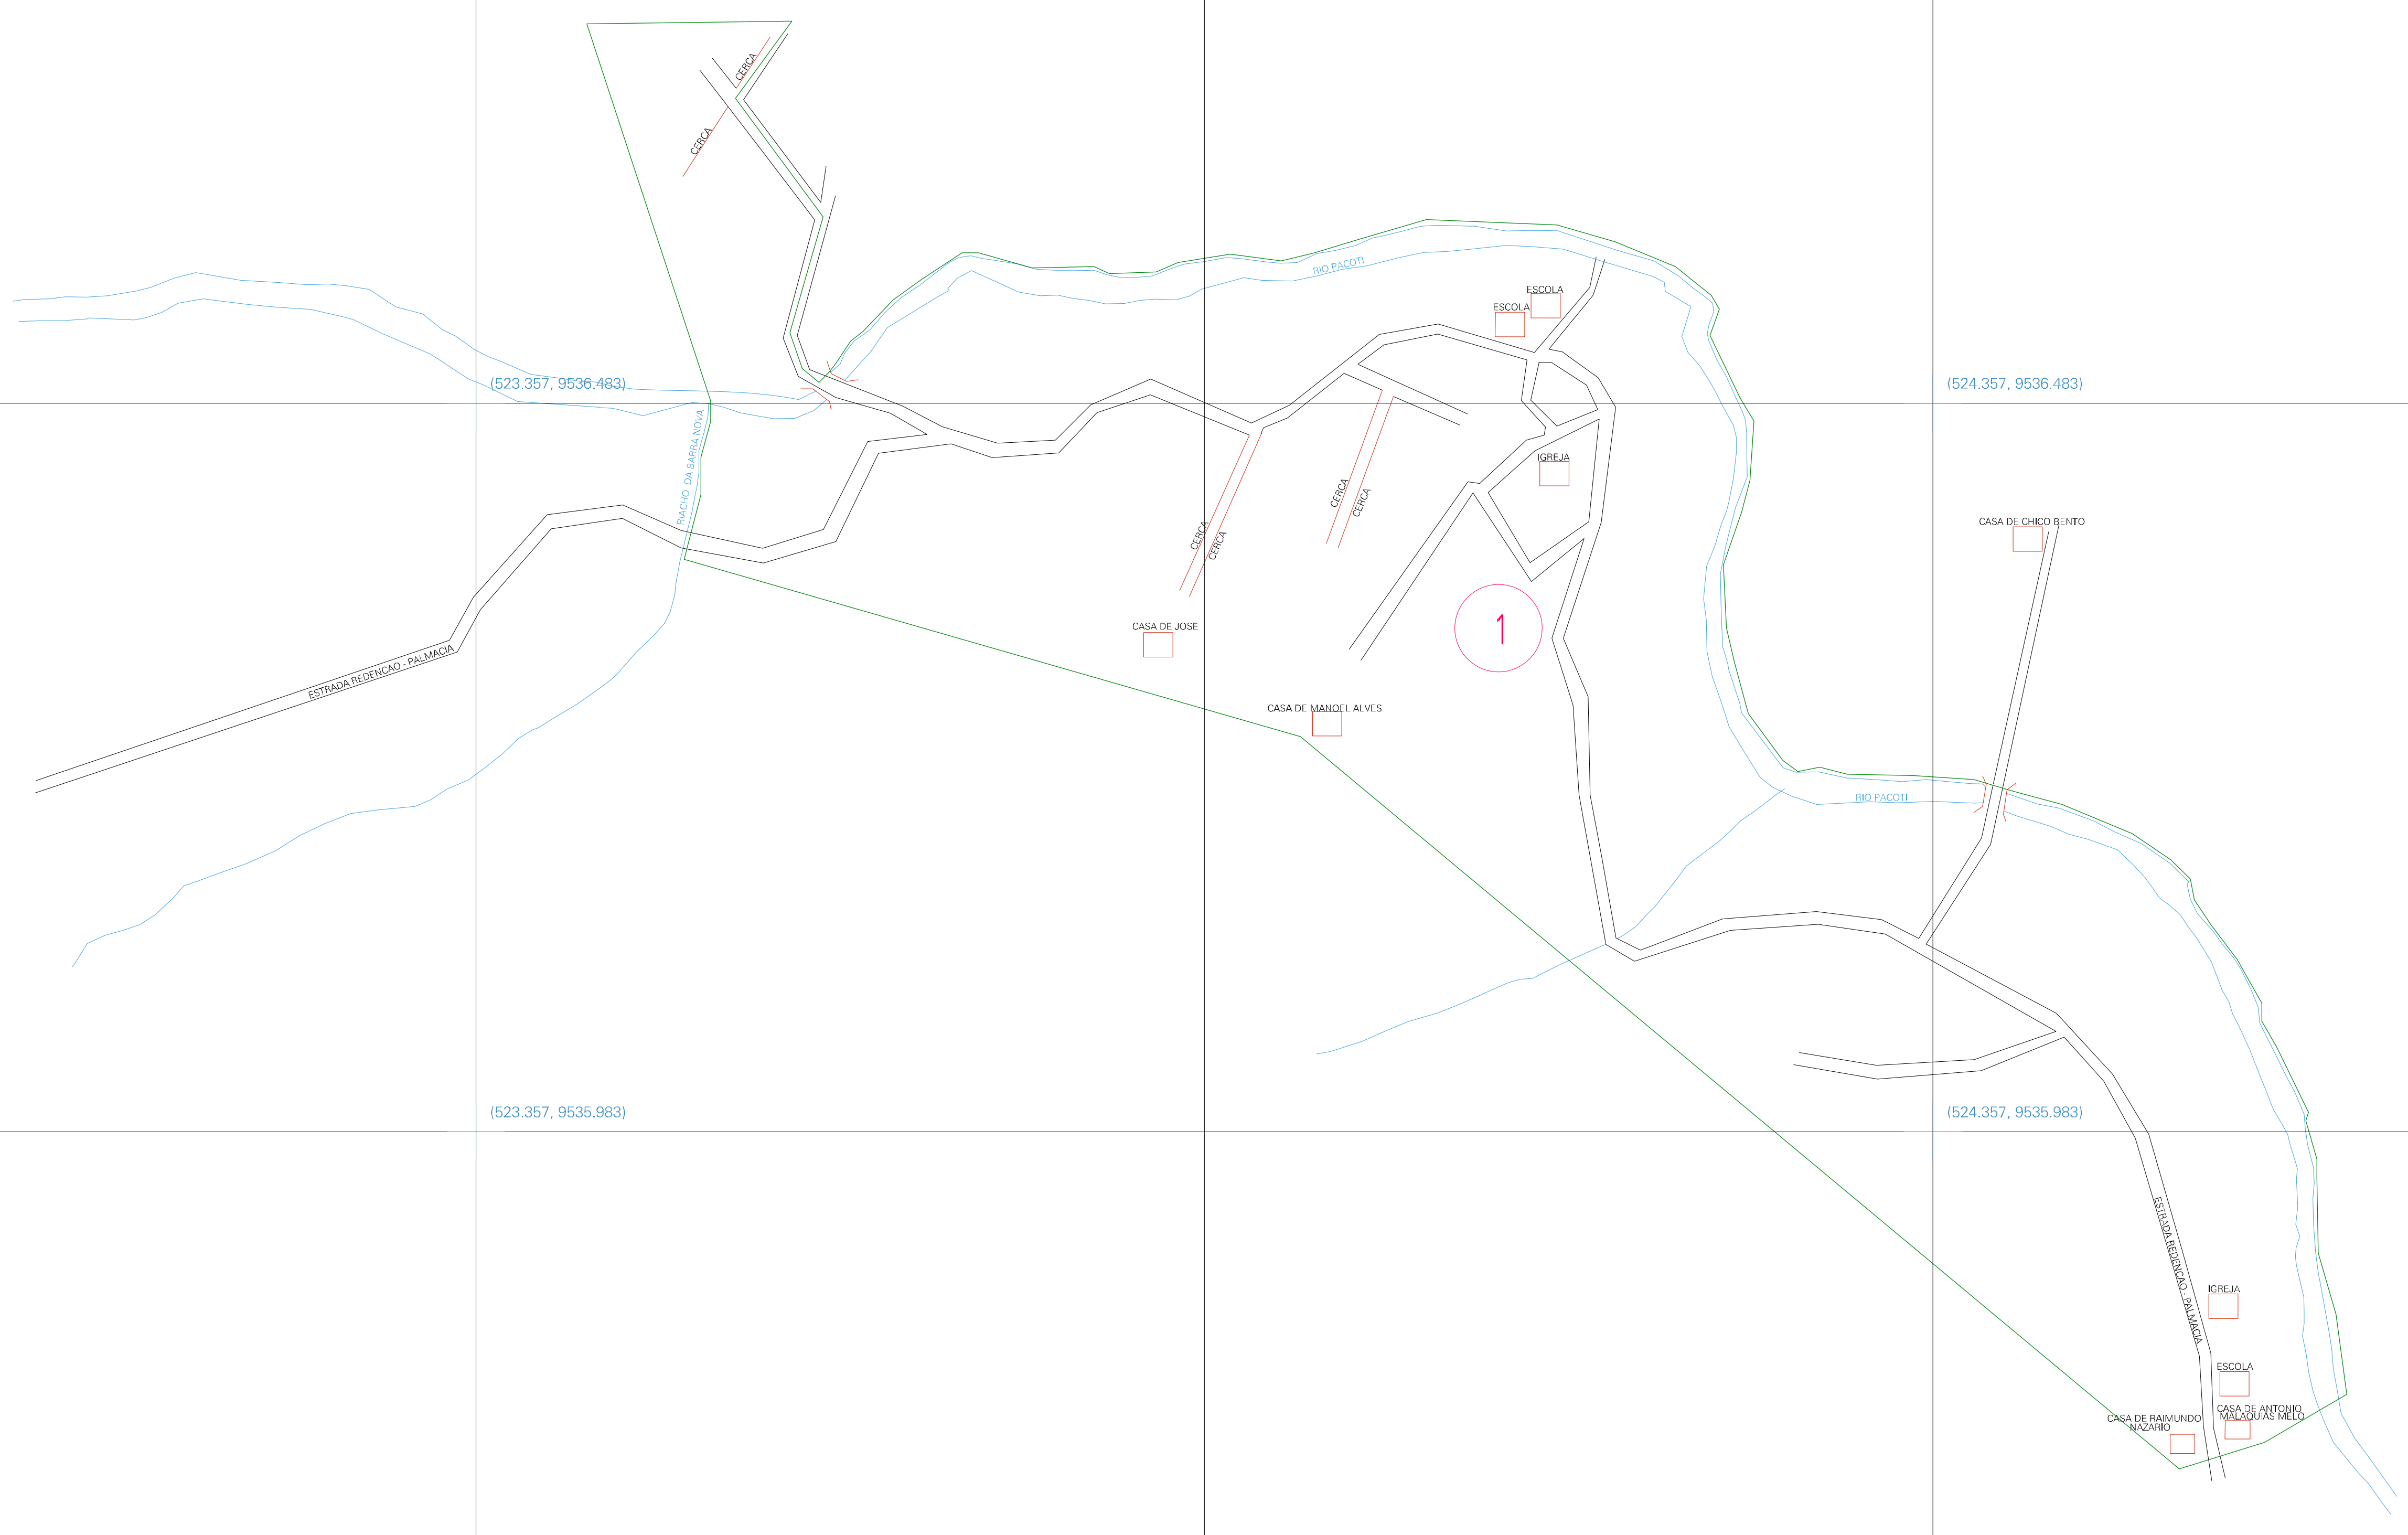 CERCA
CERCA
RIO PACOTI
ESCOLA
ESCOLA
(523.357, 9536.483)
(524.357, 9536.483)
RIACHO DA BARRA NOVA
IGREJA
CERCA
CERCA
CERCA
CERCA
CASA DE CHICO BENTO
CASA DE JOSE
1
ESTRADA REDENCAO - PALMACIA
CASA DE MANOEL ALVES
RIO PACOTI
(523.357, 9535.983)
(524.357, 9535.983)
ESTRADA REDENCAO - PALMACIA
IGREJA
ESCOLA
CASA DE ANTONIO
MALAQUIAS MELO
CASA DE RAIMUNDO
NAZARIO